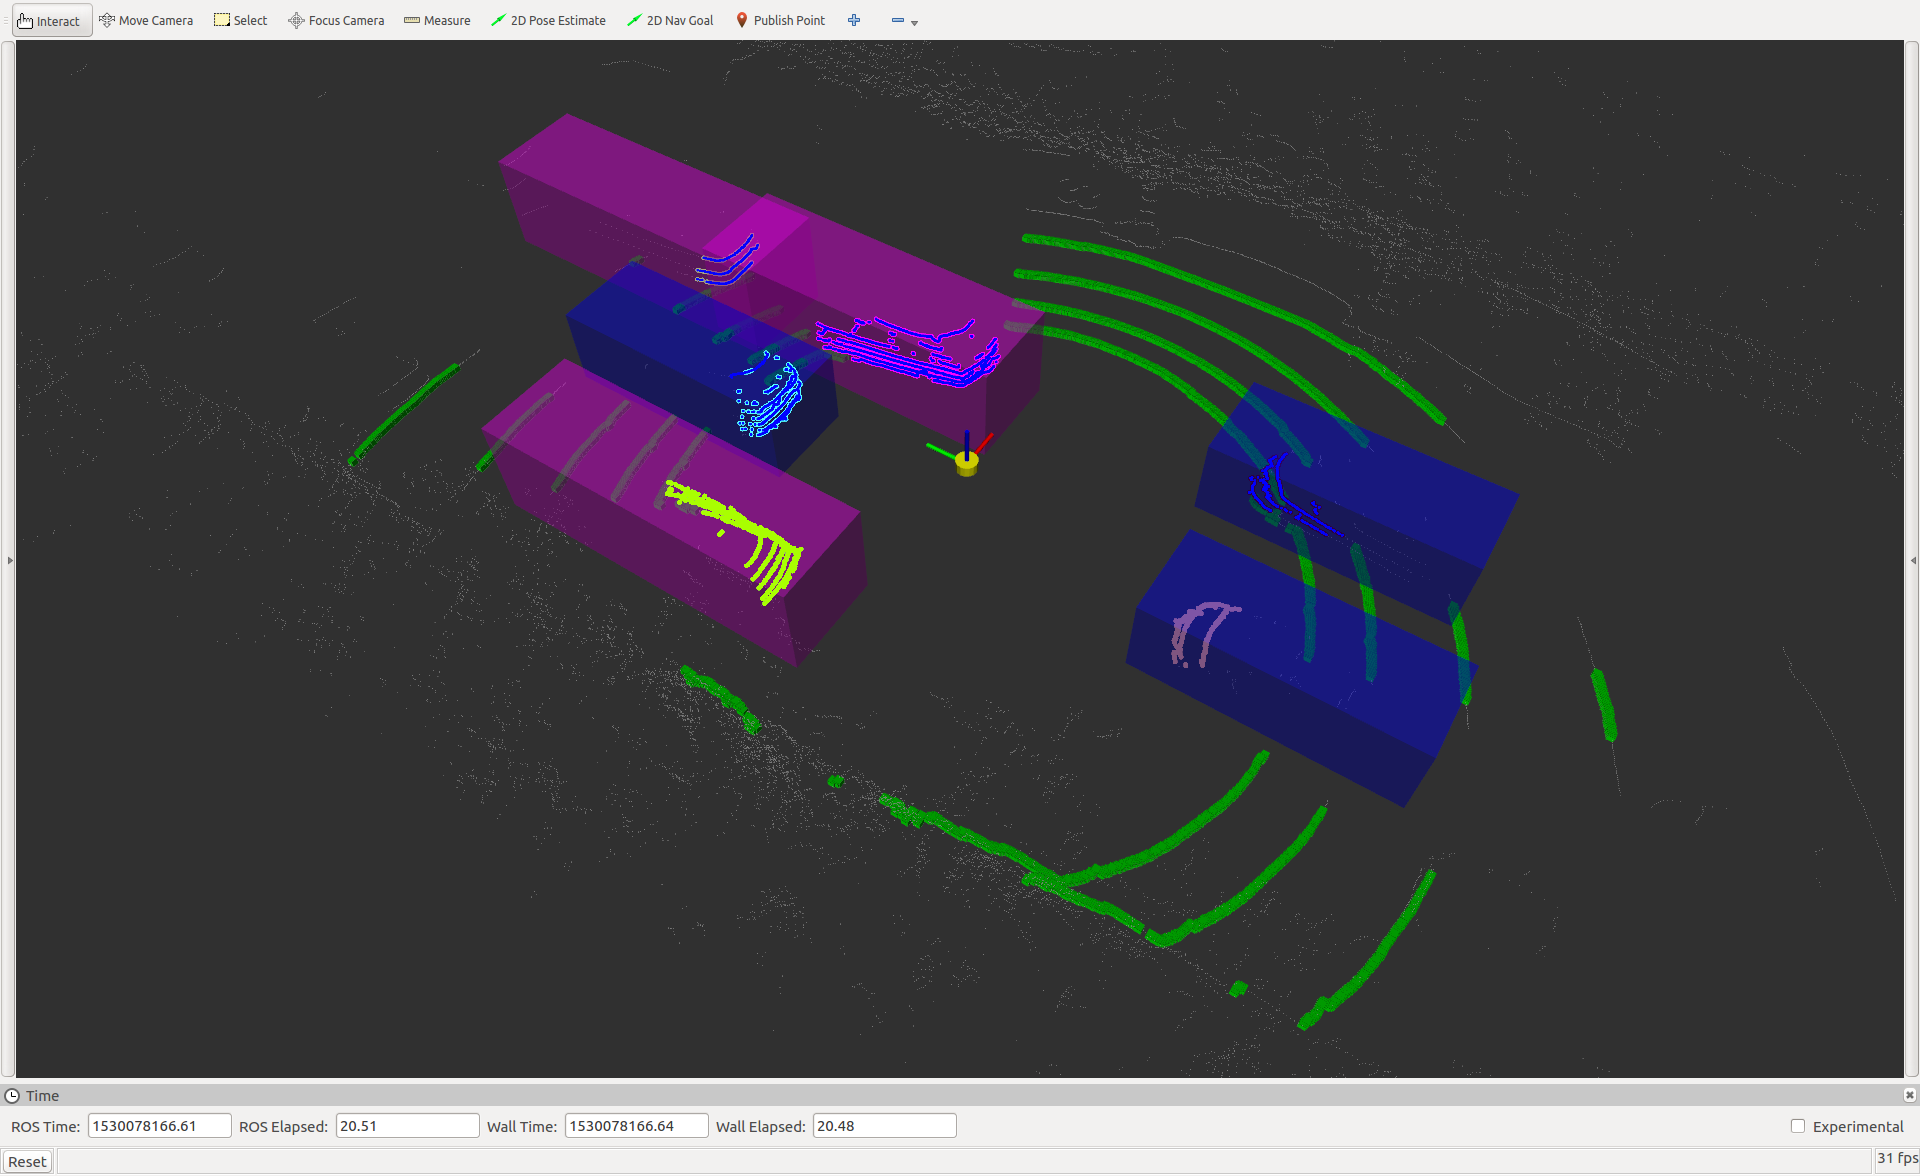 Interact Move Camera Select Focus Camera Measure 2D Pose Estimate 2D Nav Goal Publish Point
Time
ROS Time: 1530078166.61 ROS Elapsed: 20.51 Wall Time: 1530078166.64 Wall Elapsed: 20.48 Experimental
Reset 31 fps